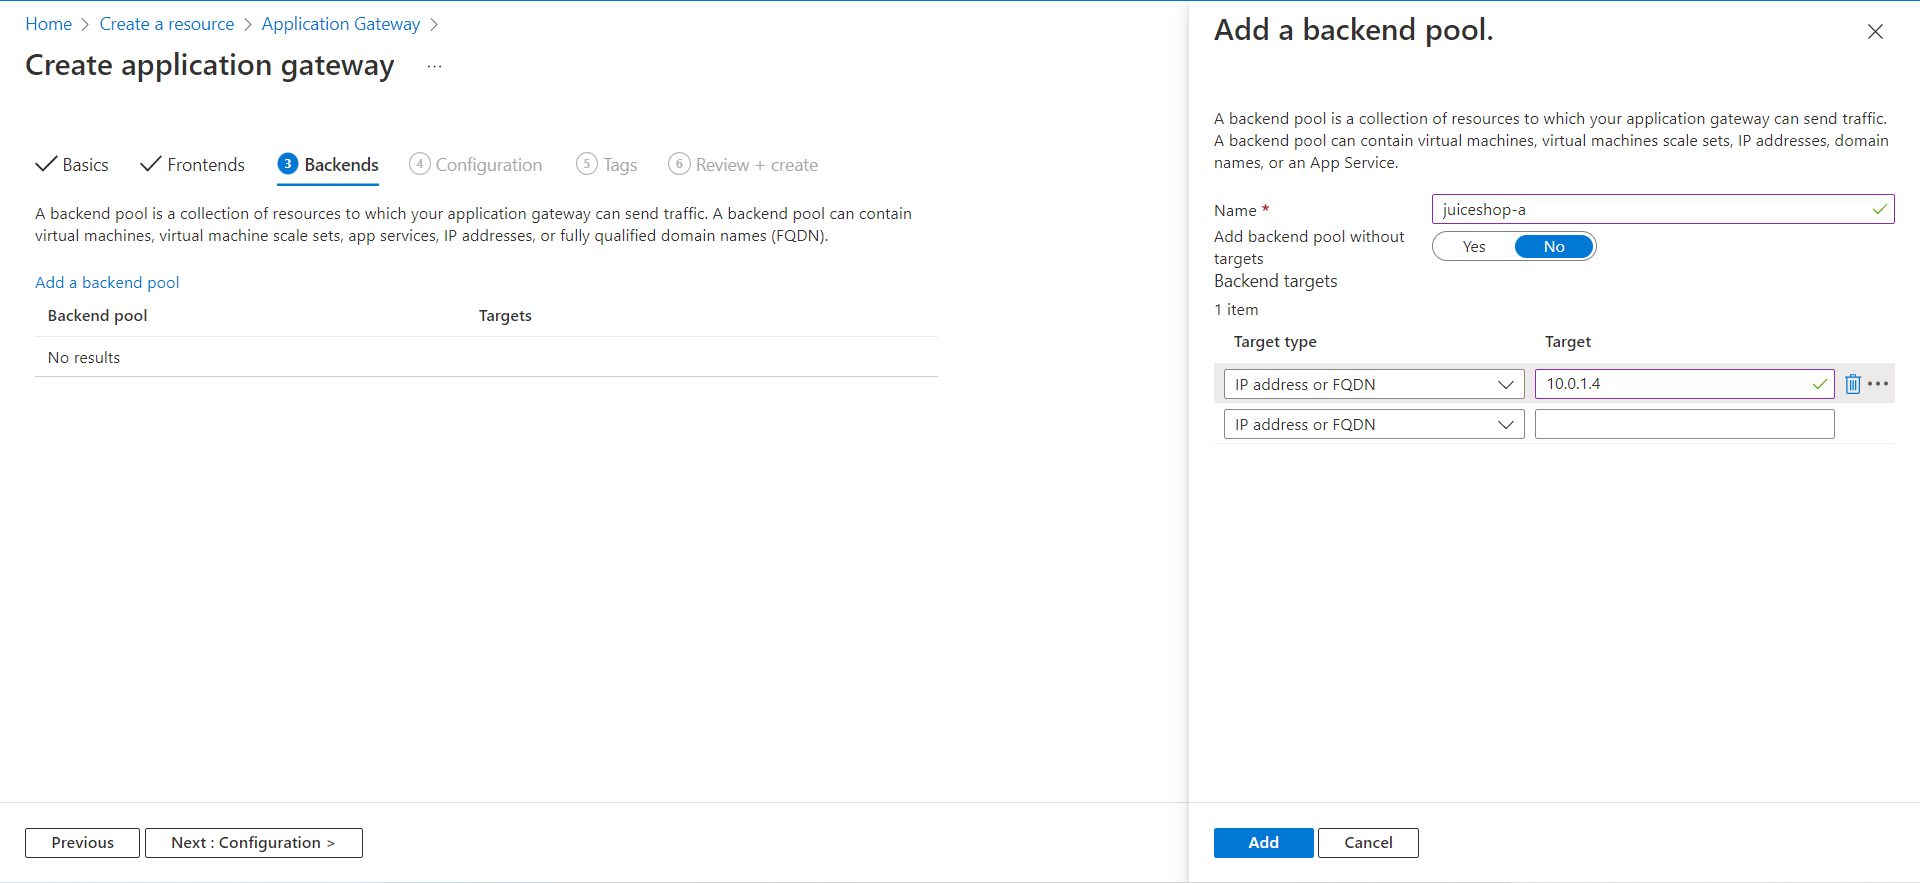 Home > Create a resource > Application Gateway >
Create application gateway ...
Basics Frontends 3 Backends 4 Configuration 5 Tags 6 Review + create
A backend pool is a collection of resources to which your application gateway can send traffic. A backend pool can contain
virtual machines, virtual machine scale sets, app services, IP addresses, or fully qualified domain names (FQDN).
Add a backend pool
Backend pool Targets
No results
Previous Next : Configuration >
Add a backend pool.
A backend pool is a collection of resources to which your application gateway can send traffic.
A backend pool can contain virtual machines, virtual machines scale sets, IP addresses, domain
names, or an App Service.
Name * juiceshop-a
Add backend pool without
targets
Yes No
Backend targets
1 item
Target type Target
IP address or FQDN 10.0.1.4
IP address or FQDN
Add Cancel